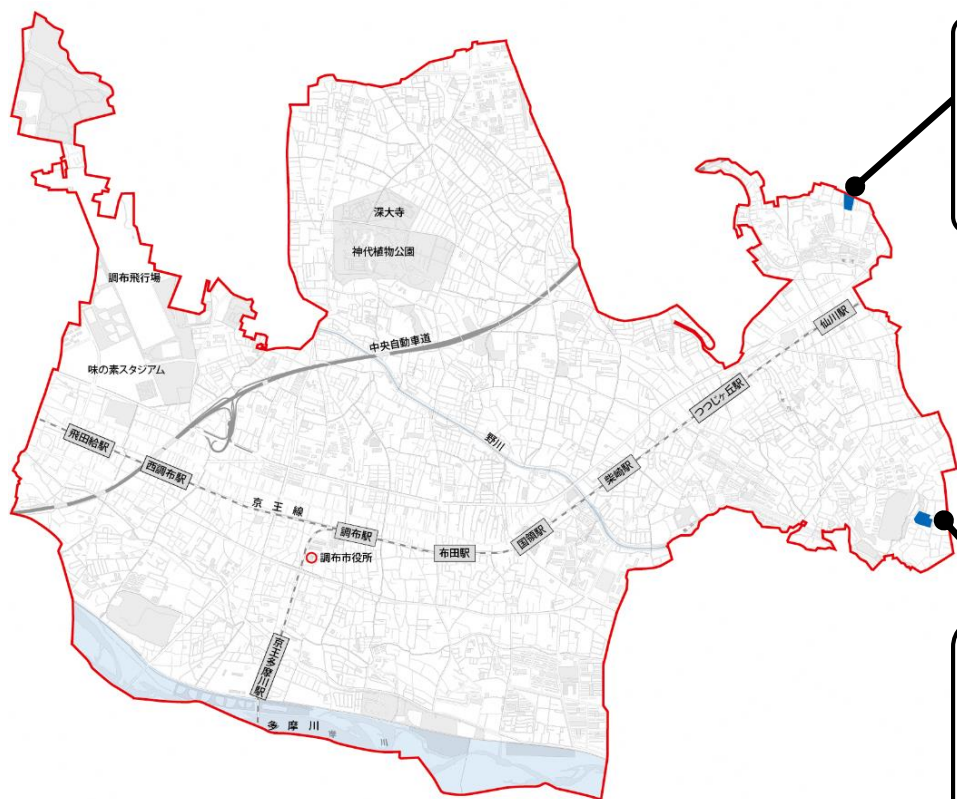 深大寺
神代植物公園
調布飛行場
仙川駅
中央自動車道
味の素スタジアム
つつじヶ丘駅
飛田給駅
野川
柴崎駅
西調布駅
京王線
調布駅
国領駅
布田駅
調布市役所
京王多摩川駅
多摩川
摩川